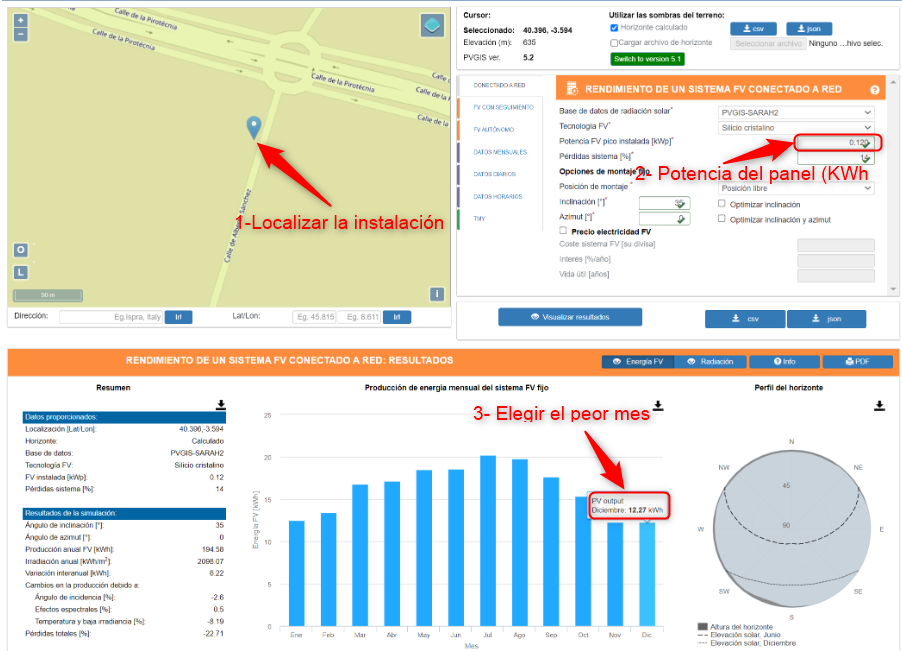 +
−
Calle de la Pirotécnia
Calle de la Pirotécnia
Calle de la Pirotécnia
Calle
Calle de la
Calle de la
1-Localizar la instalación
O
L
50 m
i
Dirección:
Eg.Ispra, Italy
Ir!
Lat/Lon:
Eg. 45.815
Eg. 8.611
Ir!
Cursor:
Seleccionado: 40.396, -3.594
Elevación (m): 635
PVGIS ver. 5.2
Utilizar las sombras del terreno:
Horizonte calculado
csv
json
Cargar archivo de horizonte
Seleccionar archivo
Ninguno ...hivo selec.
Switch to version 5.1
CONECTADO A RED
FV CON SEGUIMIENTO
FV AUTÓNOMO
DATOS MENSUALES
DATOS DIARIOS
DATOS HORARIOS
TMY
RENDIMIENTO DE UN SISTEMA FV CONECTADO A RED
?
Base de datos de radiación solar*
PVGIS-SARAH2
Tecnología FV*
Silicio cristalino
Potencia FV pico instalada [kWp]*
0.120
Pérdidas sistema [%]*
14
2- Potencia del panel (KWh
Opciones de montaje fijo
Posición de montaje *
Posición libre
Inclinación [°]*
35
Optimizar inclinación
Azimut [°]*
0
Optimizar inclinación y azimut
Precio electricidad FV
Coste sistema FV [su divisa]
Interés [%/año]
Vida útil [años]
Visualizar resultados
csv
json
RENDIMIENTO DE UN SISTEMA FV CONECTADO A RED: RESULTADOS
Energía FV
Radiación
Info
PDF
Resumen
Datos proporcionados:
Localización [Lat/Lon]: 40.396,-3.594
Horizonte: Calculado
Base de datos: PVGIS-SARAH2
Tecnología FV: Silicio cristalino
FV instalada [kWp]: 0.12
Pérdidas sistema [%]: 14
Resultados de la simulación:
Ángulo de inclinación [°]: 35
Ángulo de azimut [°]: 0
Producción anual FV [kWh]: 194.58
Irradiación anual [kWh/m²]: 2098.07
Variación interanual [kWh]: 6.22
Cambios en la producción debido a:
Ángulo de incidencia [%]: -2.6
Efectos espectrales [%]: 0.5
Temperatura y baja irradiancia [%]: -8.19
Pérdidas totales [%]: -22.71
Producción de energía mensual del sistema FV fijo
3- Elegir el peor mes
PV output
Diciembre: 12.27 kWh
Energía FV [kWh]
25
20
15
10
5
0
Ene Feb Mar Abr May Jun Jul Ago Sep Oct Nov Dic
Mes
Perfil del horizonte
N
NW
NE
45
W
90
E
SW
SE
S
Altura del horizonte
Elevación solar, Junio
Elevación solar, Diciembre